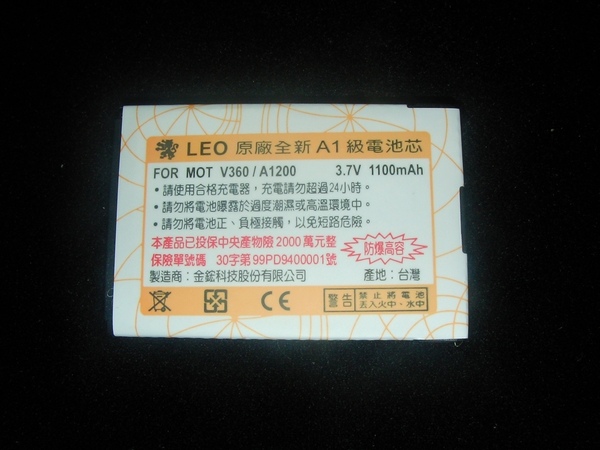 LEO 原廠全新 A1 級電池芯
FOR MOT V360 / A1200 3.7V 1100mAh
•請使用合格充電器，充電請勿超過24小時。
•請勿將電池曝露於過度潮濕或高溫環境中
•請勿將電池正、負極接觸，以免短路危險。
本產品已投保中央產物險 2000 萬元整
保險單號碼 30字第99PD9400001號
防爆高容
製造商：金鋐科技股份有限公司 產地：台灣
CE 警告 禁止將電池
丟入火中、水中